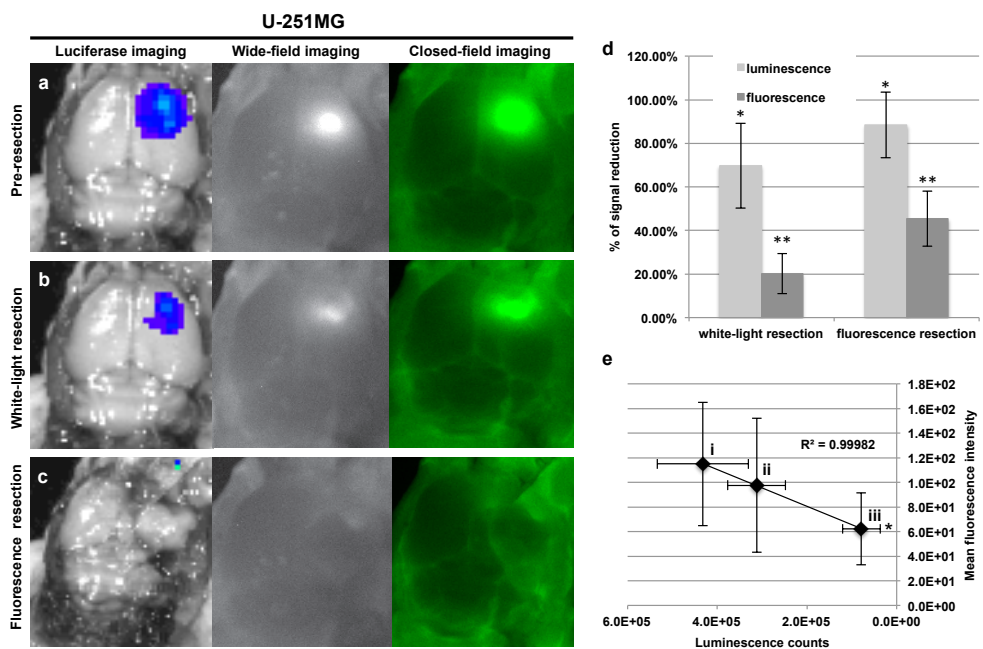 U-251MG
Luciferase imaging
Wide-field imaging
Closed-field imaging
Pre-resection
a
White-light resection
b
Fluorescence resection
c
d
120.00%
100.00%
80.00%
60.00%
40.00%
20.00%
0.00%
% of signal reduction
luminescence
fluorescence
*
**
*
**
white-light resection
fluorescence resection
e
1.8E+02
1.6E+02
1.4E+02
1.2E+02
1.0E+02
8.0E+01
6.0E+01
4.0E+01
2.0E+01
0.0E+00
Mean fluorescence intensity
R² = 0.99982
i
ii
iii
*
6.0E+05
4.0E+05
2.0E+05
0.0E+00
Luminescence counts